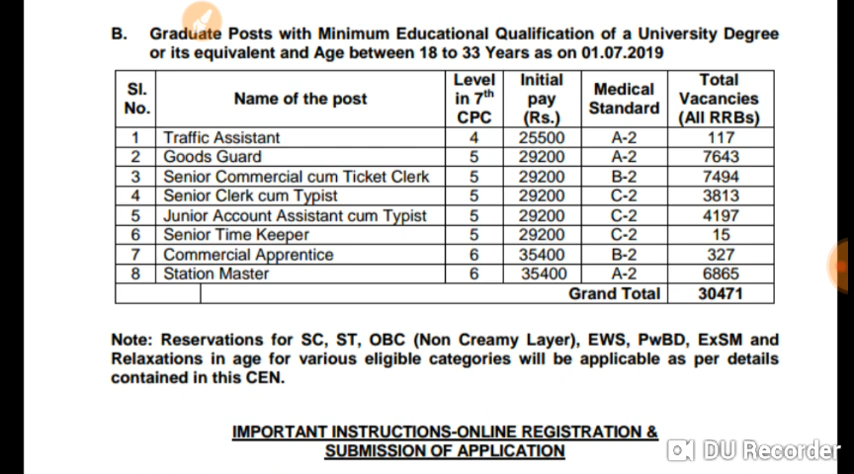 B. Graduate Posts with Minimum Educational Qualification of a University Degree
or its equivalent and Age between 18 to 33 Years as on 01.07.2019
Sl. No. Name of the post Level in 7th CPC Initial pay (Rs.) Medical Standard Total Vacancies (All RRBs)
1 Traffic Assistant 4 25500 A-2 117
2 Goods Guard 5 29200 A-2 7643
3 Senior Commercial cum Ticket Clerk 5 29200 B-2 7494
4 Senior Clerk cum Typist 5 29200 C-2 3813
5 Junior Account Assistant cum Typist 5 29200 C-2 4197
6 Senior Time Keeper 5 29200 C-2 15
7 Commercial Apprentice 6 35400 B-2 327
8 Station Master 6 35400 A-2 6865
Grand Total 30471
Note: Reservations for SC, ST, OBC (Non Creamy Layer), EWS, PwBD, ExSM and
Relaxations in age for various eligible categories will be applicable as per details
contained in this CEN.
IMPORTANT INSTRUCTIONS-ONLINE REGISTRATION &
SUBMISSION OF APPLICATION
DU Recorder